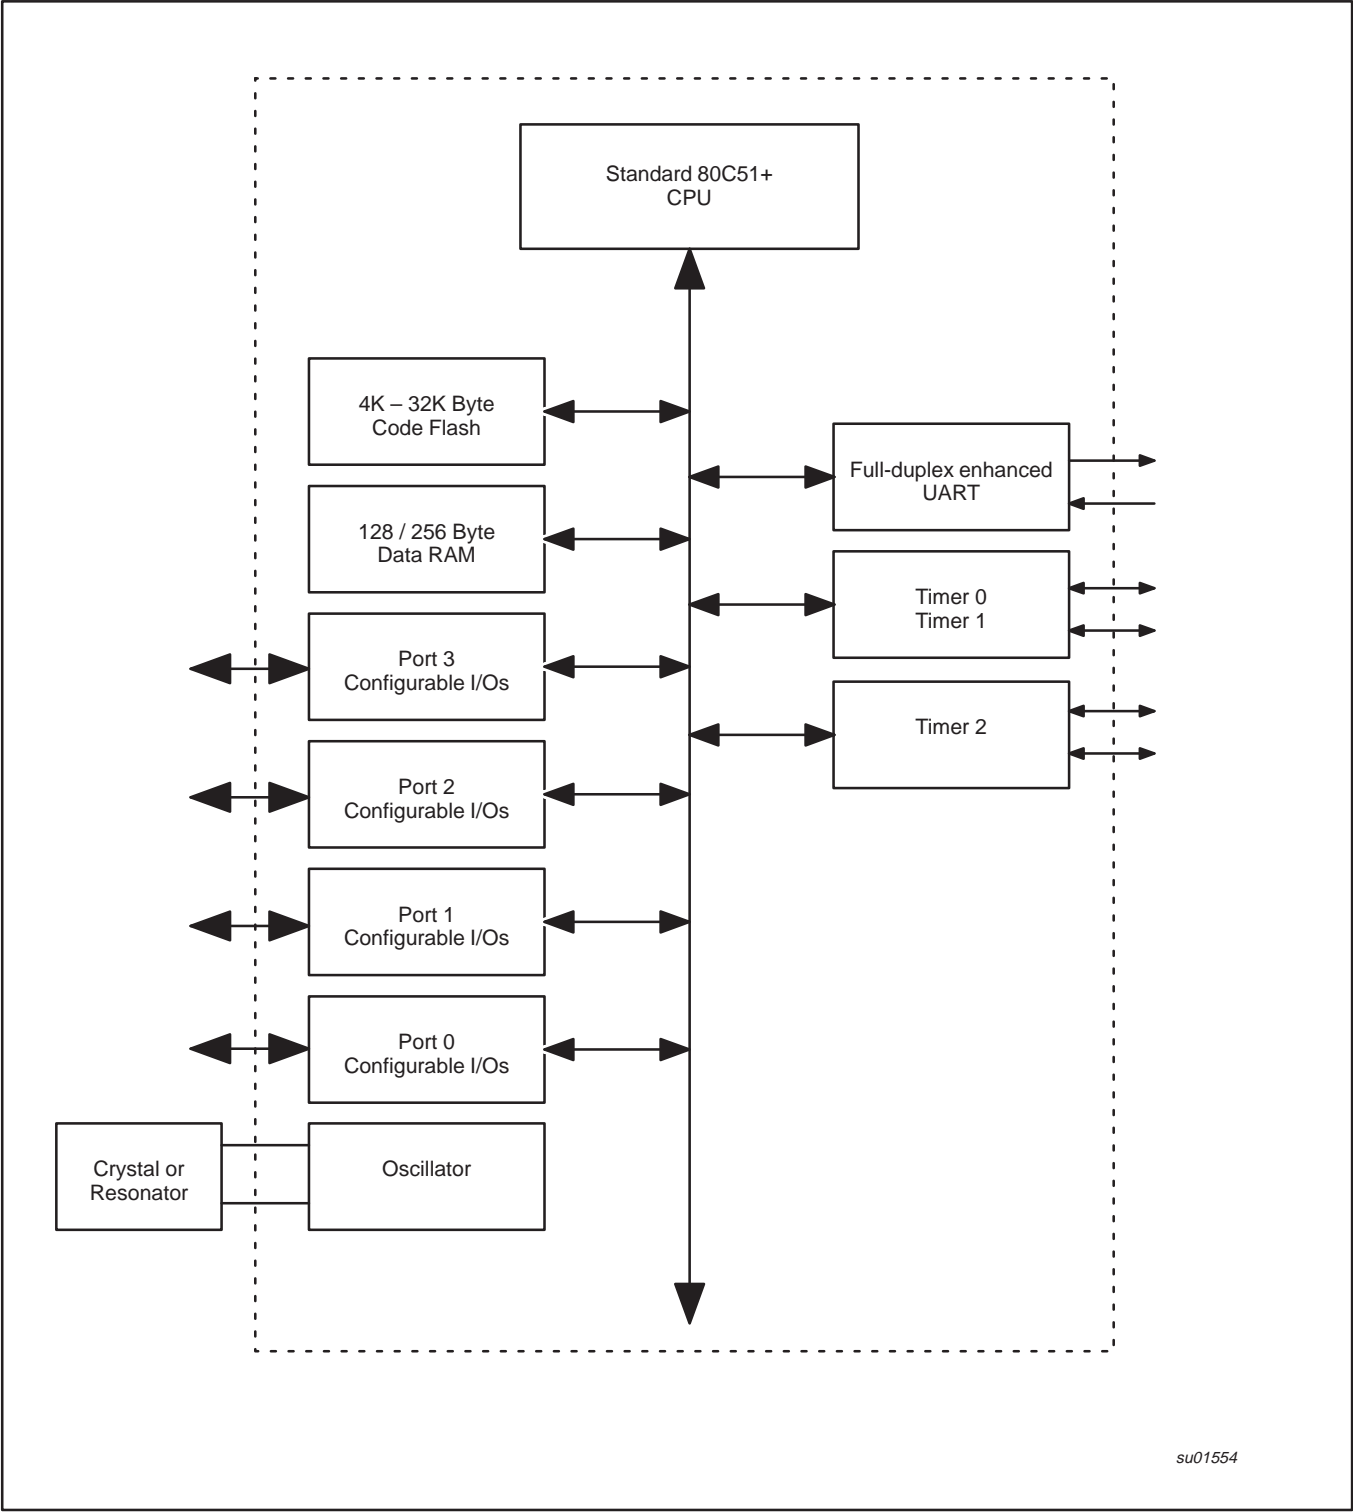 Standard 80C51+
CPU
4K – 32K Byte
Code Flash
Full-duplex enhanced
UART
128 / 256 Byte
Data RAM
Timer 0
Timer 1
Port 3
Configurable I/Os
Timer 2
Port 2
Configurable I/Os
Port 1
Configurable I/Os
Port 0
Configurable I/Os
Crystal or
Resonator
Oscillator
su01554